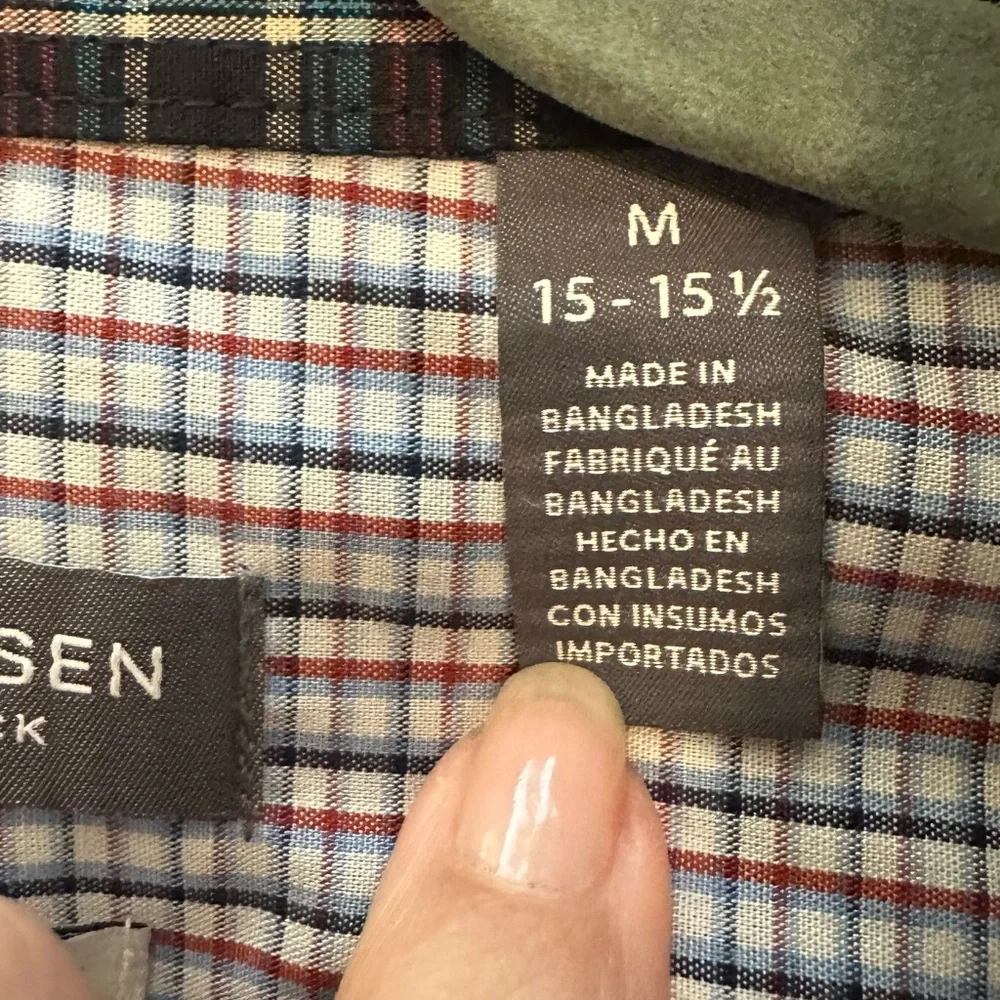 M
15 - 15 ½
MADE IN
BANGLADESH
FABRIQUÉ AU
BANGLADESH
HECHO EN
BANGLADESH
CON INSUMOS
IMPORTADOS
SEN
CK